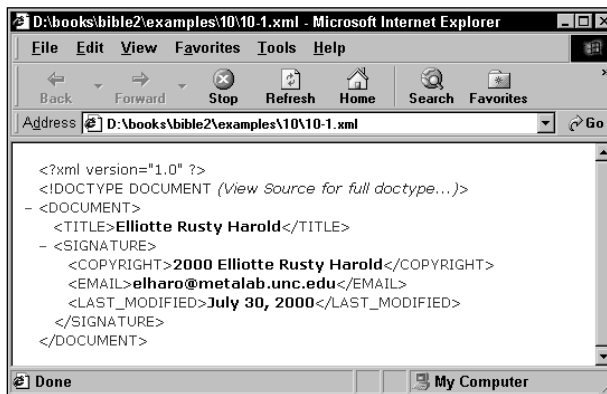 D:\books\bible2\examples\10\10-1.xml - Microsoft Internet Explorer
File Edit View Favorites Tools Help
Back Forward Stop Refresh Home Search Favorites »
Address D:\books\bible2\examples\10\10-1.xml Go
<?xml version="1.0" ?>
<!DOCTYPE DOCUMENT (View Source for full doctype...)>
– <DOCUMENT>
<TITLE>Elliotte Rusty Harold</TITLE>
– <SIGNATURE>
<COPYRIGHT>2000 Elliotte Rusty Harold</COPYRIGHT>
<EMAIL>elharo@metalab.unc.edu</EMAIL>
<LAST_MODIFIED>July 30, 2000</LAST_MODIFIED>
</SIGNATURE>
</DOCUMENT>
Done My Computer